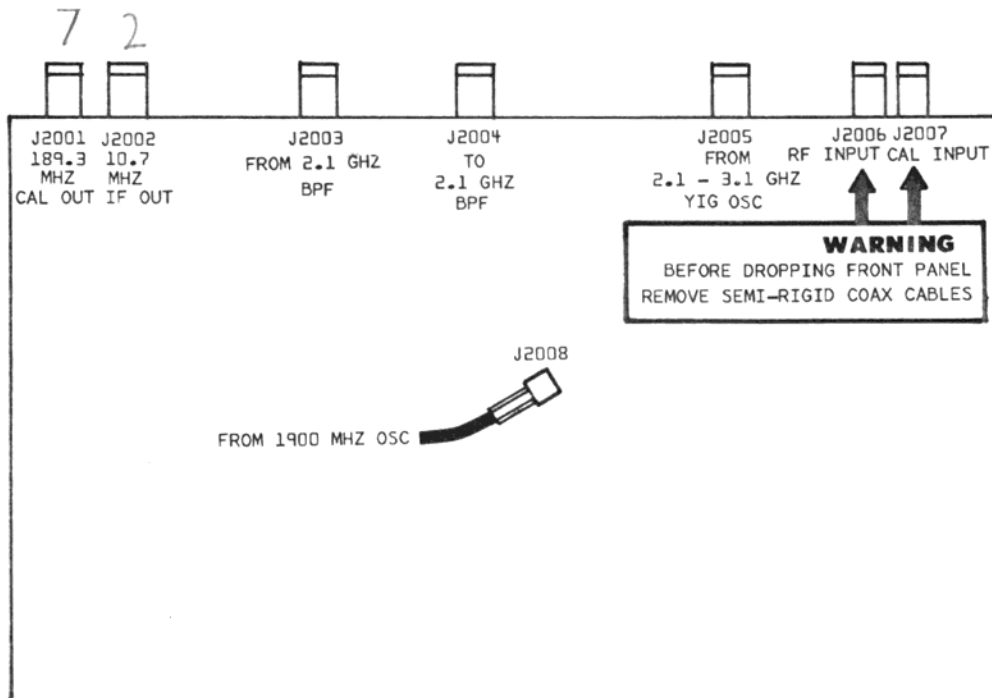 7 2
J2001
189.3
MHZ
CAL OUT
J2002
10.7
MHZ
IF OUT
J2003
FROM 2.1 GHZ
BPF
J2004
TO
2.1 GHZ
BPF
J2005
FROM
2.1 - 3.1 GHZ
YIG OSC
J2006
RF INPUT
J2007
CAL INPUT
WARNING
BEFORE DROPPING FRONT PANEL
REMOVE SEMI-RIGID COAX CABLES
J2008
FROM 1900 MHZ OSC